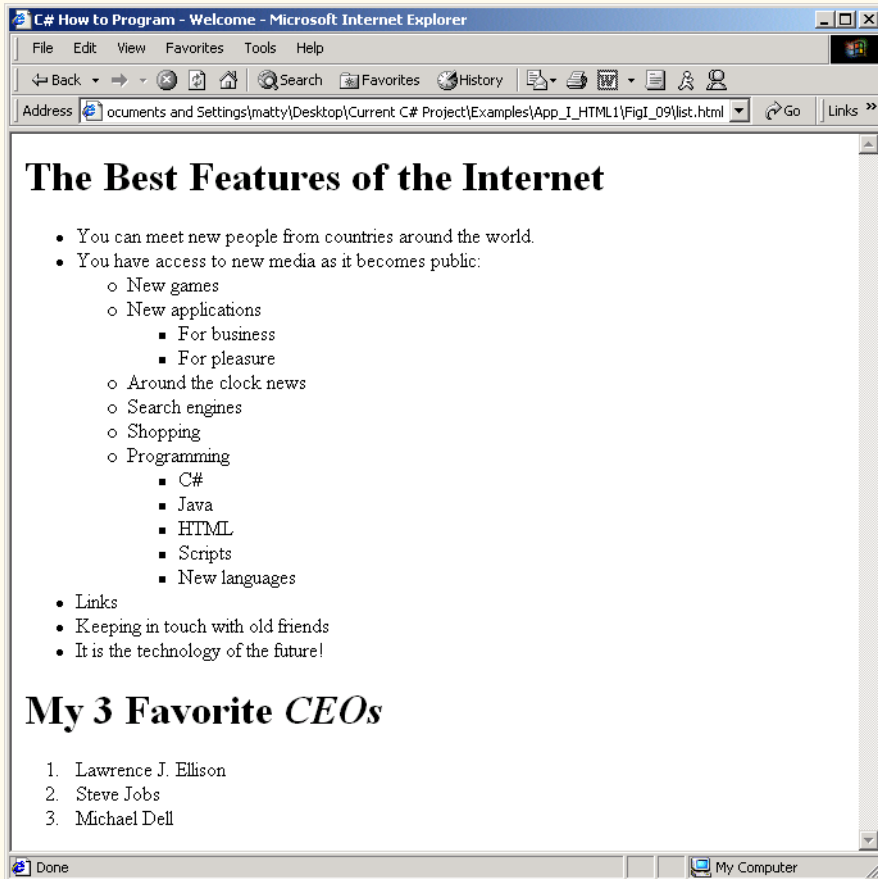 C# How to Program - Welcome - Microsoft Internet Explorer
File Edit View Favorites Tools Help
Back Search Favorites History
Address ocuments and Settings\matty\Desktop\Current C# Project\Examples\App_I_HTML1\FigI_09\list.html Go Links »
The Best Features of the Internet
• You can meet new people from countries around the world.
• You have access to new media as it becomes public:
o New games
o New applications
▪ For business
▪ For pleasure
o Around the clock news
o Search engines
o Shopping
o Programming
▪ C#
▪ Java
▪ HTML
▪ Scripts
▪ New languages
• Links
• Keeping in touch with old friends
• It is the technology of the future!
My 3 Favorite CEOs
1. Lawrence J. Ellison
2. Steve Jobs
3. Michael Dell
Done My Computer